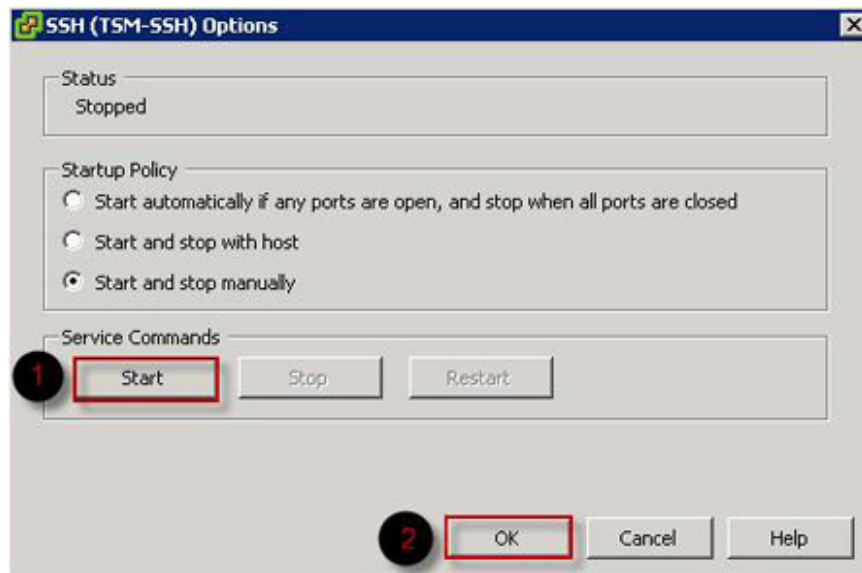 SSH (TSM-SSH) Options
Status
Stopped
Startup Policy
Start automatically if any ports are open, and stop when all ports are closed
Start and stop with host
Start and stop manually
Service Commands
1 Start Stop Restart
2 OK Cancel Help